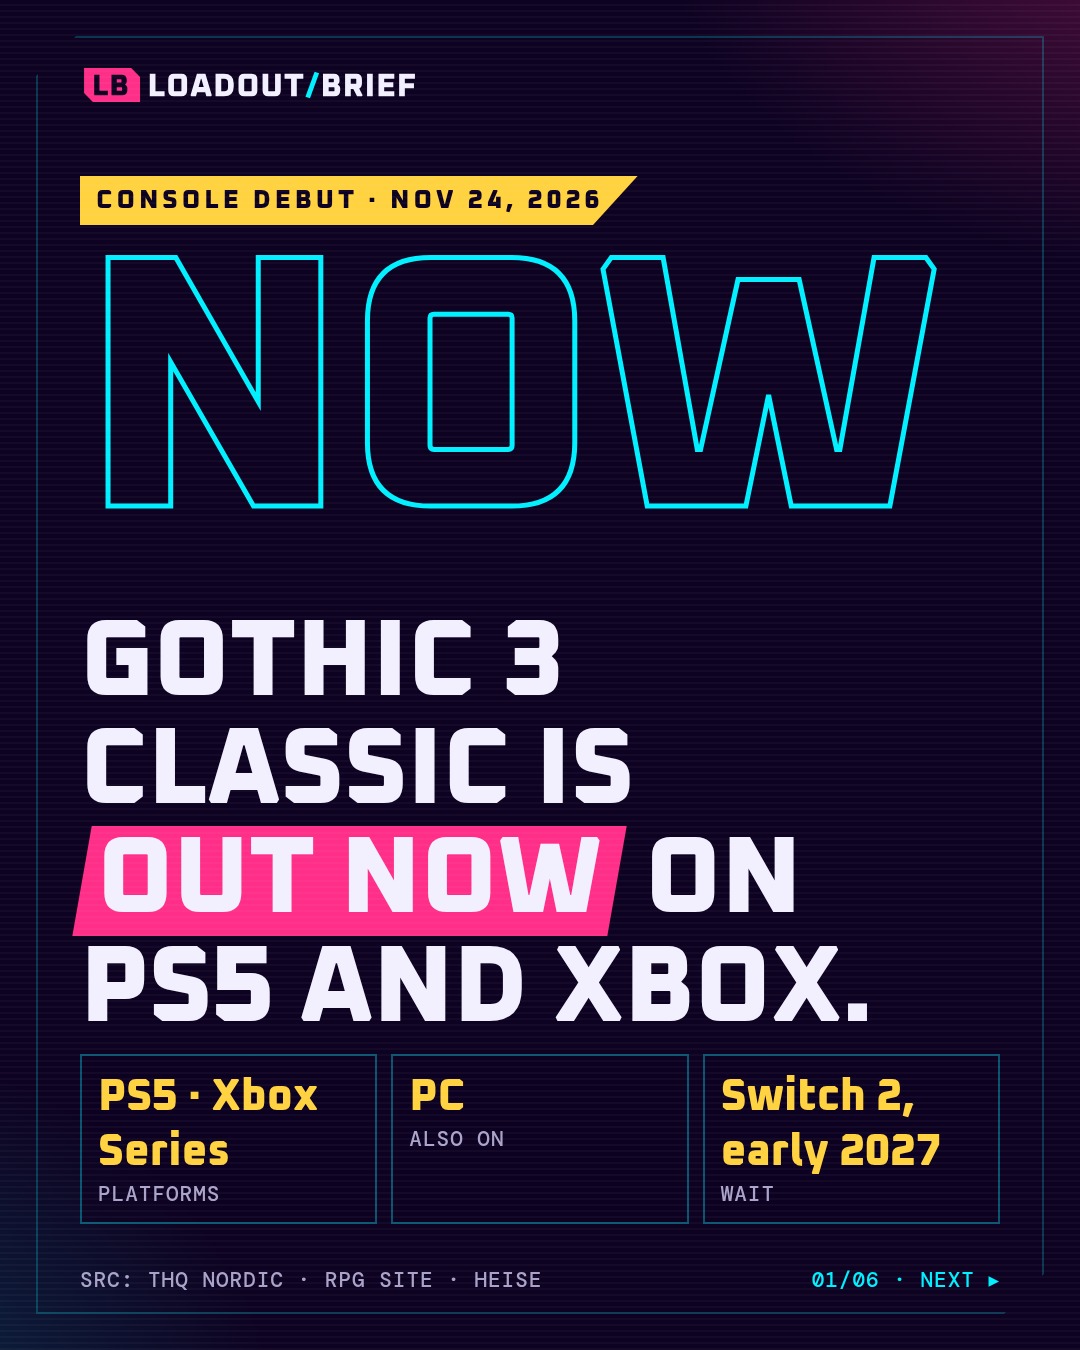 LB LOADOUT/BRIEF
CONSOLE DEBUT · NOV 24, 2026
NOW
GOTHIC 3
CLASSIC IS
OUT NOW ON
PS5 AND XBOX.
PS5 · Xbox
Series
PLATFORMS
PC
ALSO ON
Switch 2,
early 2027
WAIT
SRC: THQ NORDIC · RPG SITE · HEISE
01/06 · NEXT ▶